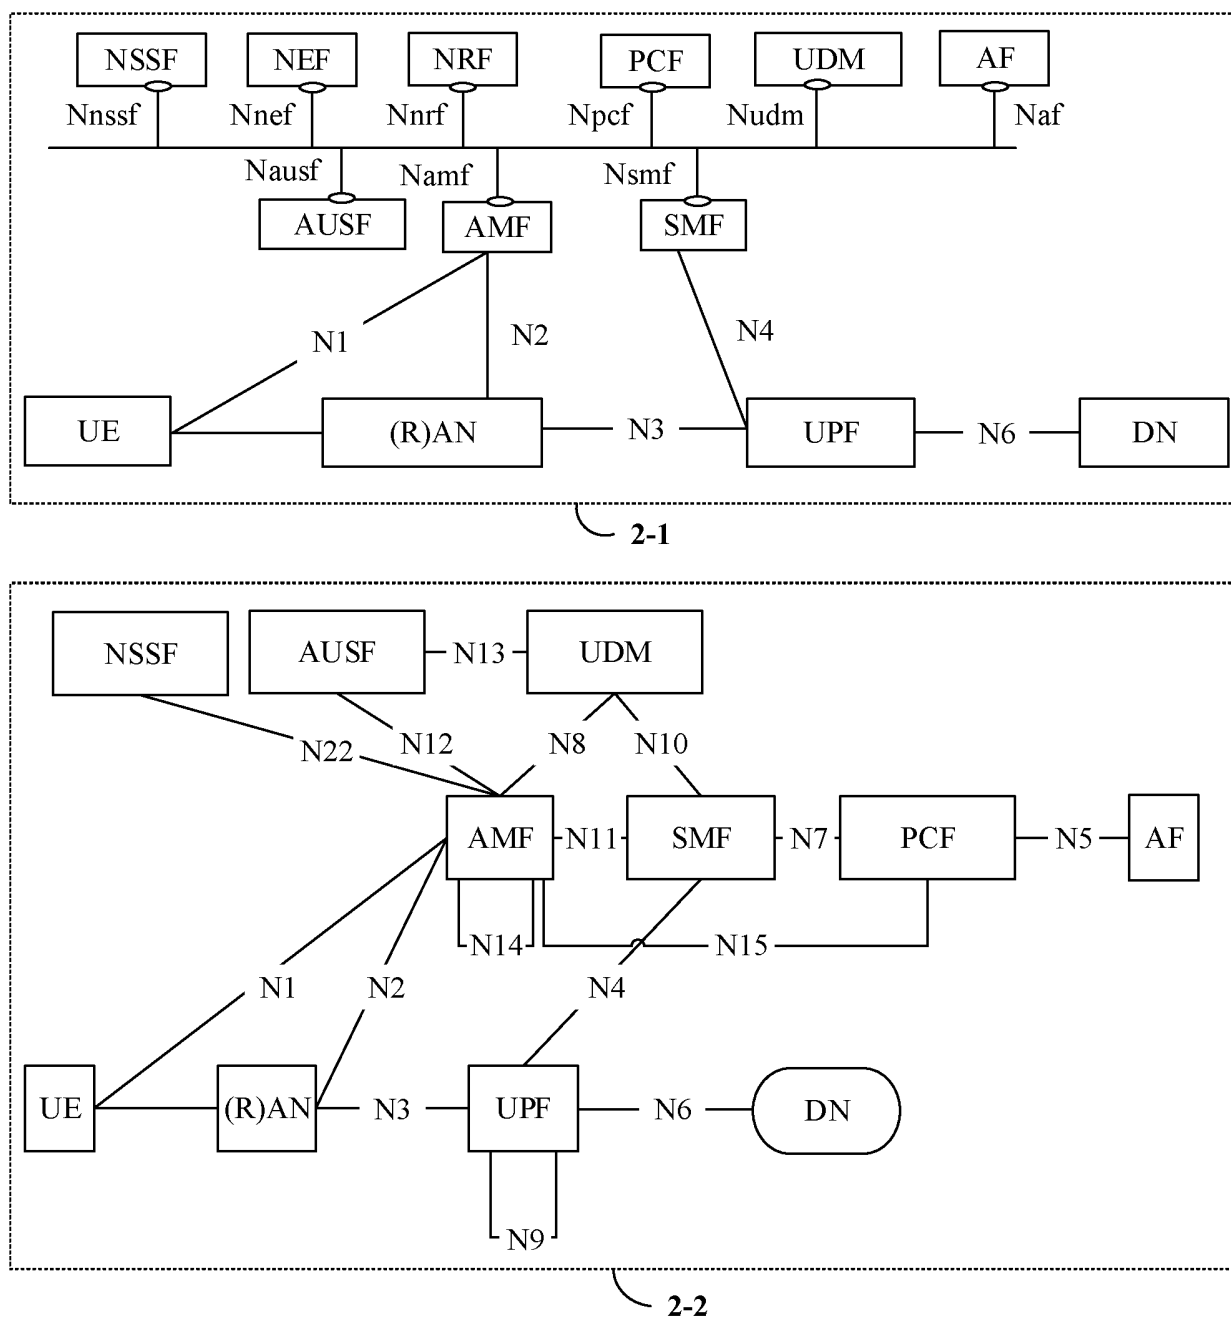 NSSF NEF NRF PCF UDM AF
Nnssf Nnef Nnrf Npcf Nudm Naf
Nausf Namf Nsmf
AUSF AMF SMF
N1 N2 N4
UE (R)AN N3 UPF N6 DN
2-1
NSSF AUSF N13 UDM
N22 N12 N8 N10
AMF N11 SMF N7 PCF N5 AF
N14 N15
N1 N2 N4
UE (R)AN N3 UPF N6 DN
N9
2-2